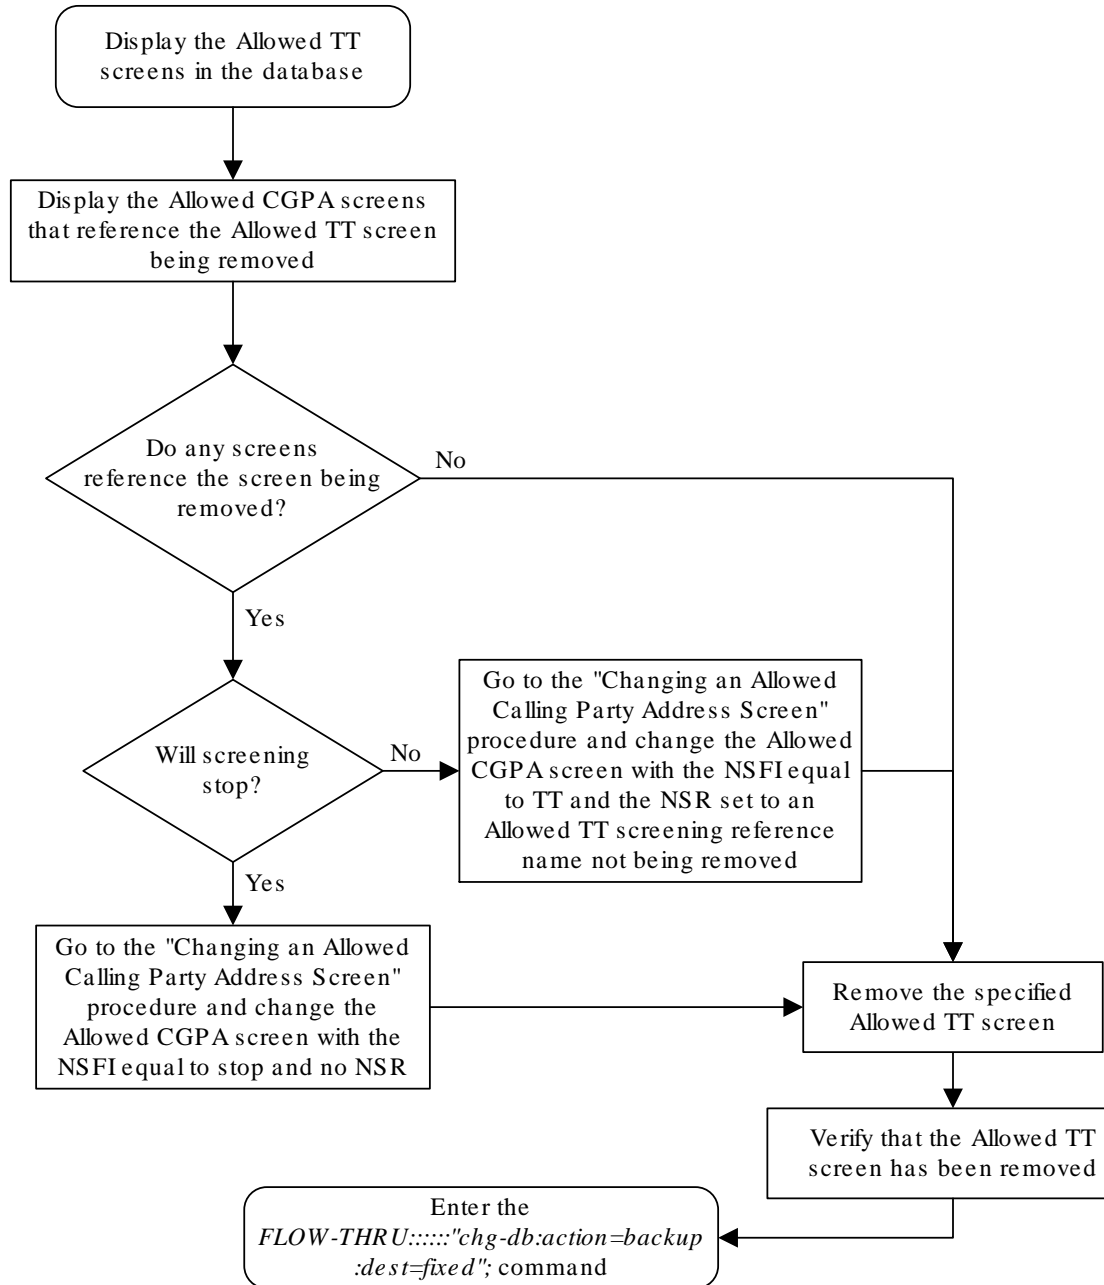 Display the Allowed TT
screens in the database
Display the Allowed CGPA screens
that reference the Allowed TT screen
being removed
Do any screens
reference the screen being
removed?
No
Yes
Will screening
stop?
No
Go to the "Changing an Allowed
Calling Party Address Screen"
procedure and change the Allowed
CGPA screen with the NSFI equal
to TT and the NSR set to an
Allowed TT screening reference
name not being removed
Yes
Go to the "Changing an Allowed
Calling Party Address Screen"
procedure and change the
Allowed CGPA screen with the
NSFI equal to stop and no NSR
Remove the specified
Allowed TT screen
Verify that the Allowed TT
screen has been removed
Enter the
FLOW-THRU::::::"chg-db:action=backup
:dest=fixed"; command